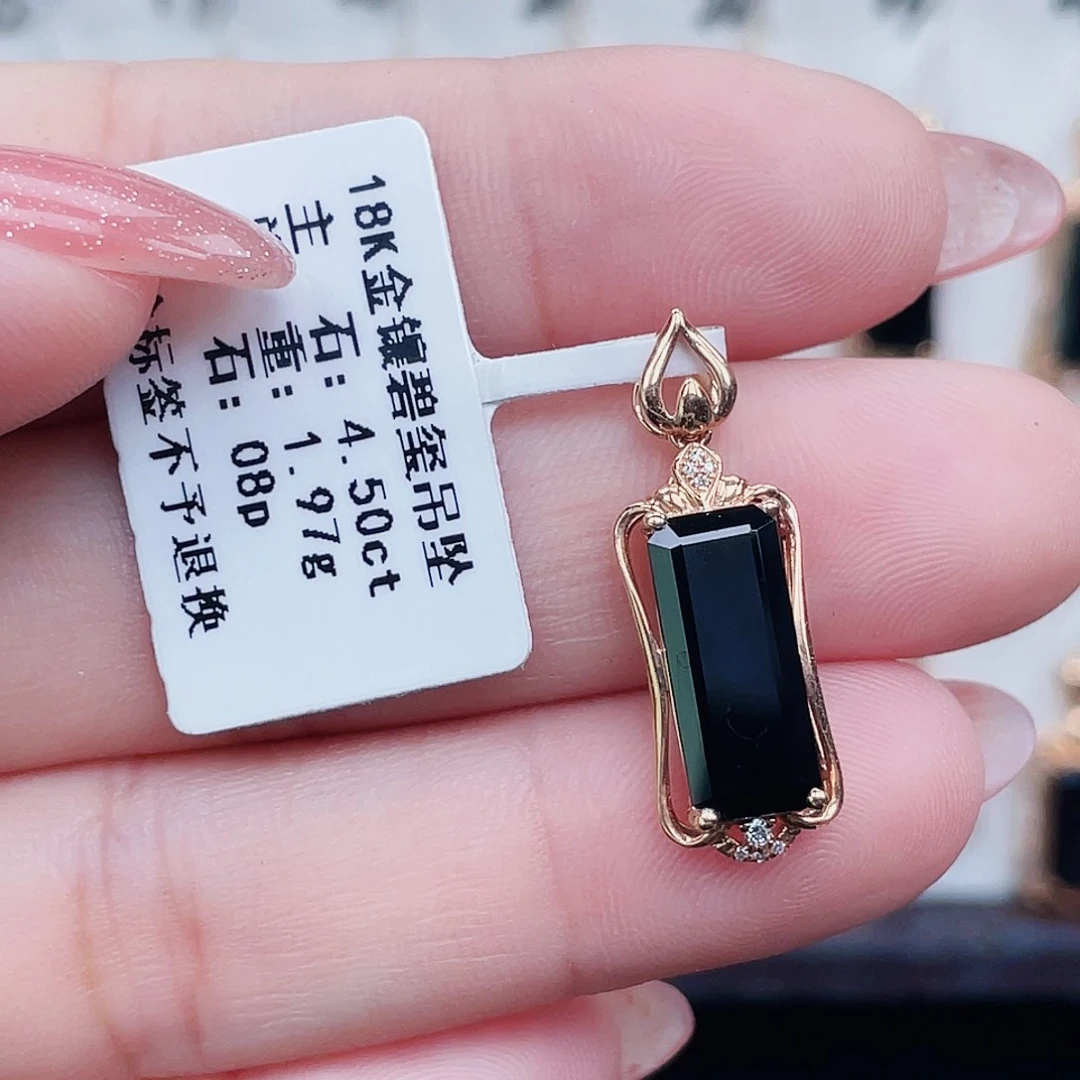 18K金镶碧玺吊坠
主 石: 4.50ct
重: 1.97g
石: 08p
标签不予退换